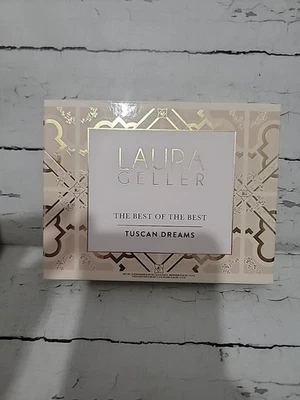 LAURA
GELLER
THE BEST OF THE BEST
TUSCAN DREAMS